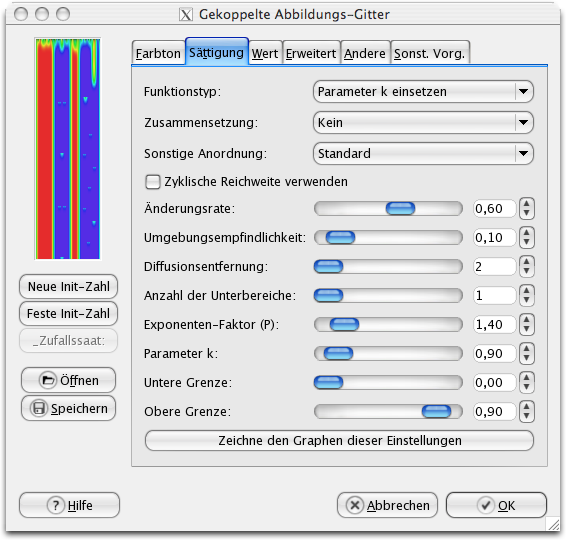 Gekoppelte Abbildungs-Gitter
Farbton Sättigung Wert Erweitert Andere Sonst. Vorg.
Funktionstyp: Parameter k einsetzen
Zusammensetzung: Kein
Sonstige Anordnung: Standard
Zyklische Reichweite verwenden
Änderungsrate: 0,60
Umgebungsempfindlichkeit: 0,10
Diffusionsentfernung: 2
Anzahl der Unterbereiche: 1
Exponenten-Faktor (P): 1,40
Parameter k: 0,90
Untere Grenze: 0,00
Obere Grenze: 0,90
Zeichne den Graphen dieser Einstellungen
Neue Init-Zahl
Feste Init-Zahl
_Zufallssaat:
Öffnen
Speichern
Hilfe Abbrechen OK